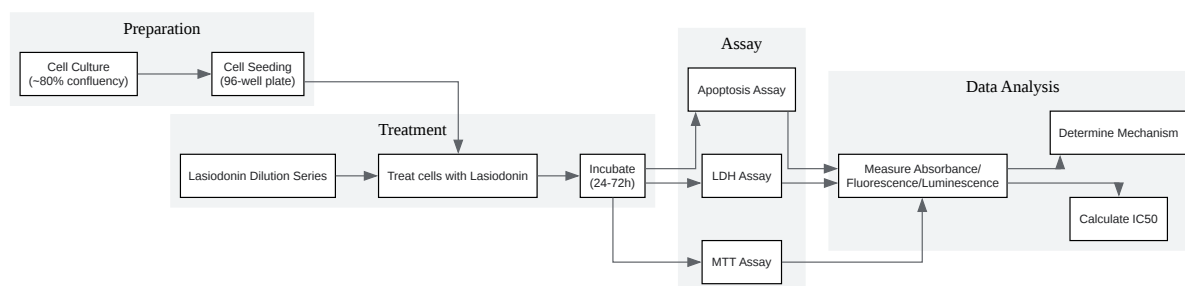 Preparation
Cell Culture
(~80% confluency)
Cell Seeding
(96-well plate)
Treatment
Lasiodonin Dilution Series
Treat cells with Lasiodonin
Incubate
(24-72h)
Assay
Apoptosis Assay
LDH Assay
MTT Assay
Data Analysis
Measure Absorbance/
Fluorescence/Luminescence
Determine Mechanism
Calculate IC50